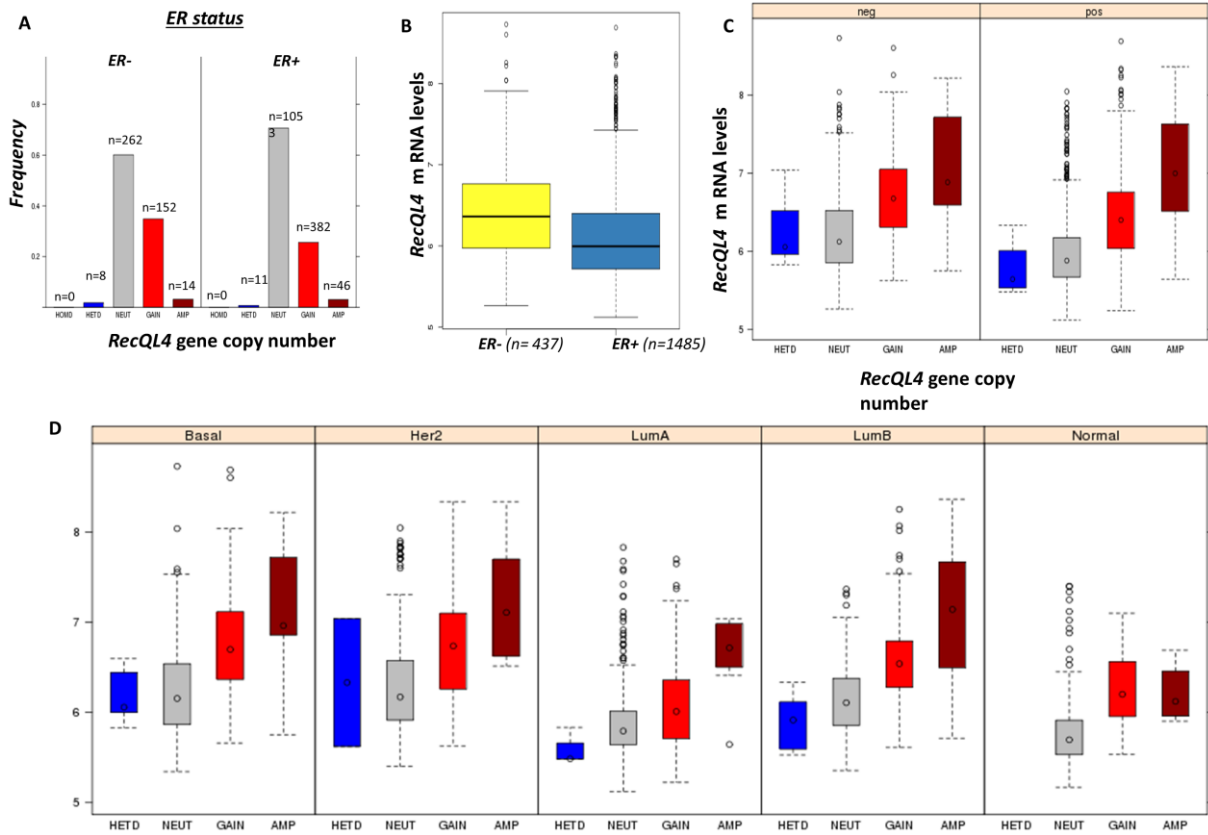 A
ER status
ER-
ER+
n=0
n=8
n=262
n=152
n=14
n=0
n=11
n=105
3
n=382
n=46
Frequency
0.8
0.6
0.4
0.2
HOMD HETD NEUT GAIN AMP HOMD HETD NEUT GAIN AMP
RecQL4 gene copy number
B
RecQL4 m RNA levels
8
7
6
5
ER- (n= 437) ER+ (n=1485)
C
neg pos
RecQL4 m RNA levels
8
7
6
5
HETD NEUT GAIN AMP HETD NEUT GAIN AMP
RecQL4 gene copy
number
D
Basal Her2 LumA LumB Normal
8
7
6
5
HETD NEUT GAIN AMP HETD NEUT GAIN AMP HETD NEUT GAIN AMP HETD NEUT GAIN AMP HETD NEUT GAIN AMP